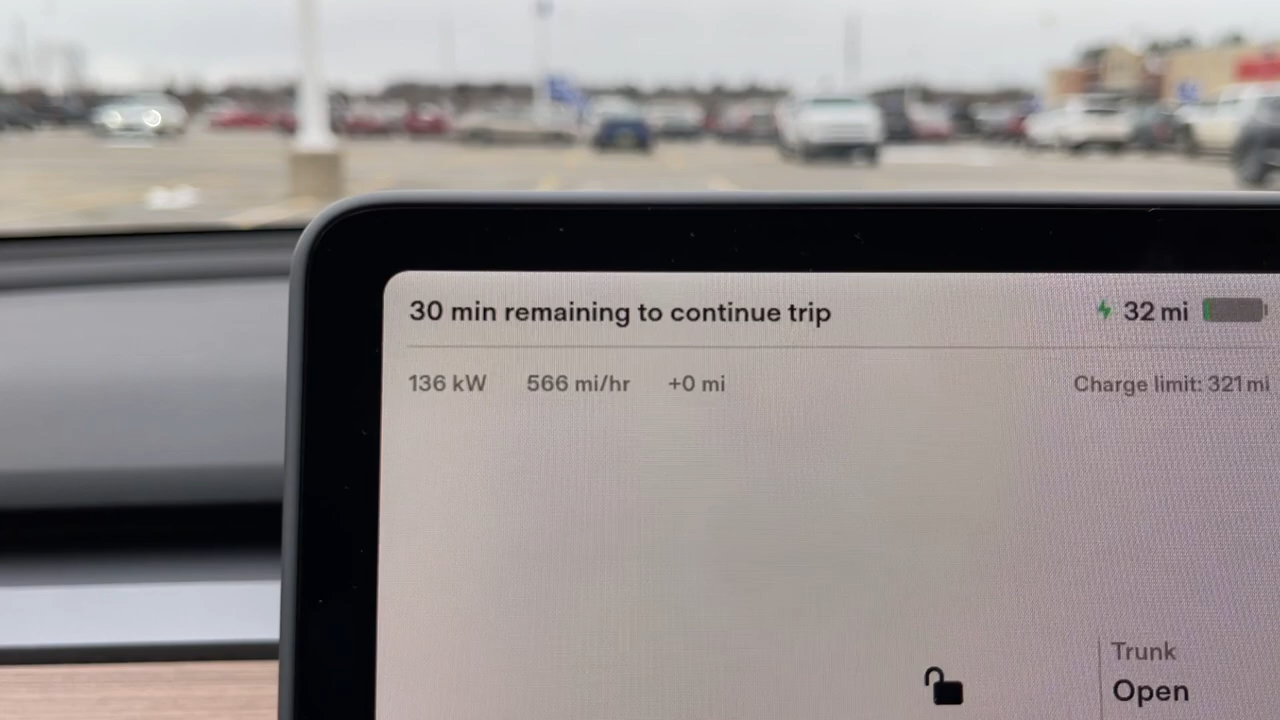 30 min remaining to continue trip
32 mi
136 kW 566 mi/hr +0 mi
Charge limit: 321 mi
Trunk
Open